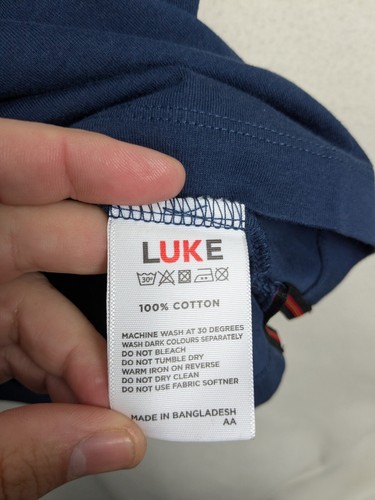 LUKE
30°
100% COTTON
MACHINE WASH AT 30 DEGREES
WASH DARK COLOURS SEPARATELY
DO NOT BLEACH
DO NOT TUMBLE DRY
WARM IRON ON REVERSE
DO NOT DRY CLEAN
DO NOT USE FABRIC SOFTNER
MADE IN BANGLADESH
AA